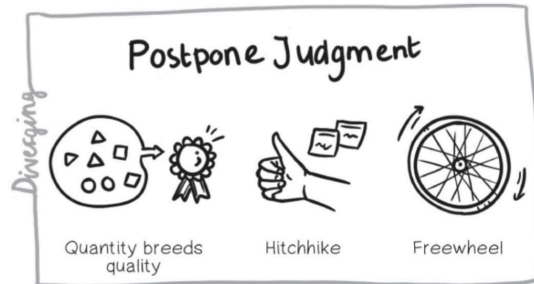 Postpone Judgment
Diverging
Quantity breeds
quality
Hitchhike
Freewheel